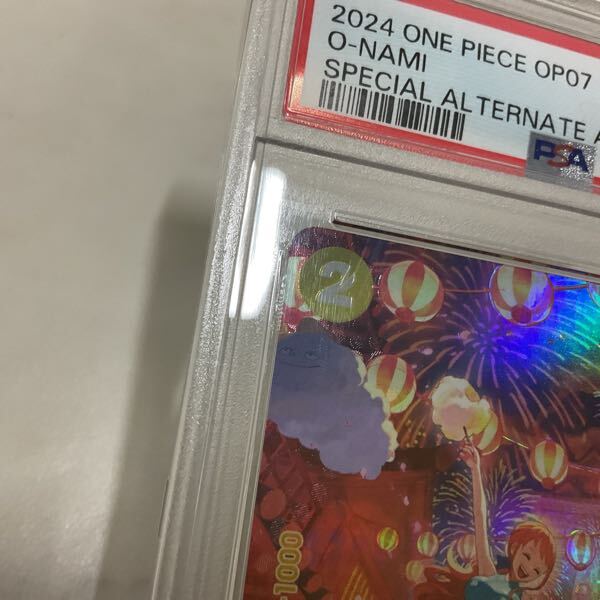 2024 ONE PIECE OP07
O-NAMI
SPECIAL ALTERNATE A
PSA
2
1000